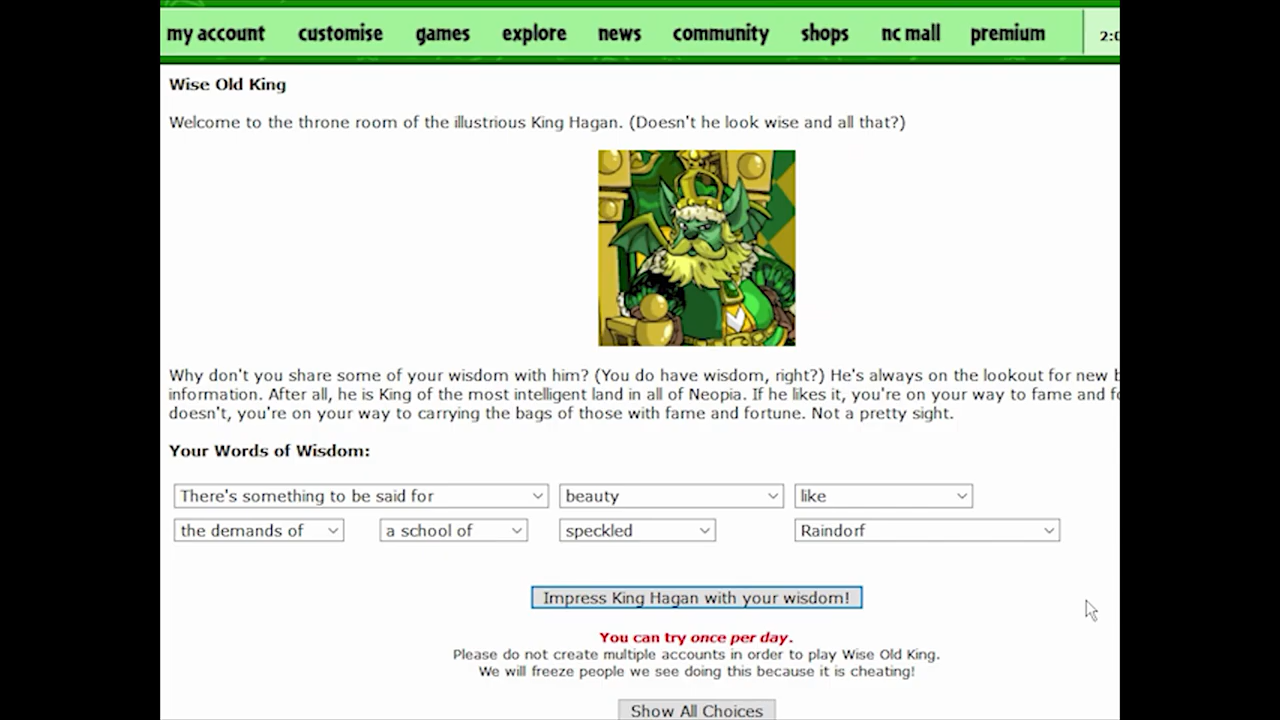 my account customise games explore news community shops nc mall premium 2:0
Wise Old King
Welcome to the throne room of the illustrious King Hagan. (Doesn't he look wise and all that?)
Why don't you share some of your wisdom with him? (You do have wisdom, right?) He's always on the lookout for new b
information. After all, he is King of the most intelligent land in all of Neopia. If he likes it, you're on your way to fame and fo
doesn't, you're on your way to carrying the bags of those with fame and fortune. Not a pretty sight.
Your Words of Wisdom:
There's something to be said for beauty like
the demands of a school of speckled Raindorf
Impress King Hagan with your wisdom!
You can try once per day.
Please do not create multiple accounts in order to play Wise Old King.
We will freeze people we see doing this because it is cheating!
Show All Choices